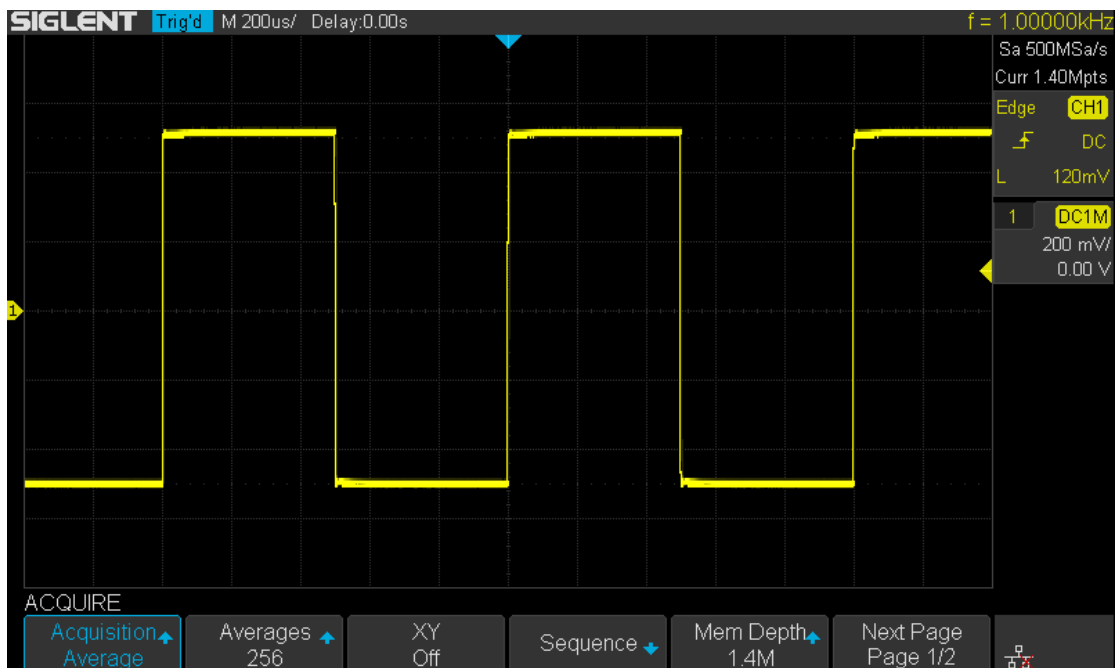 SIGLENT Trig'd M 200us/ Delay:0.00s f = 1.00000kHz
Sa 500MSa/s
Curr 1.40Mpts
Edge CH1
DC
L 120mV
1 DC1M
200 mV/
0.00 V
1
ACQUIRE
Acquisition Average
Averages 256
XY Off
Sequence
Mem Depth 1.4M
Next Page Page 1/2